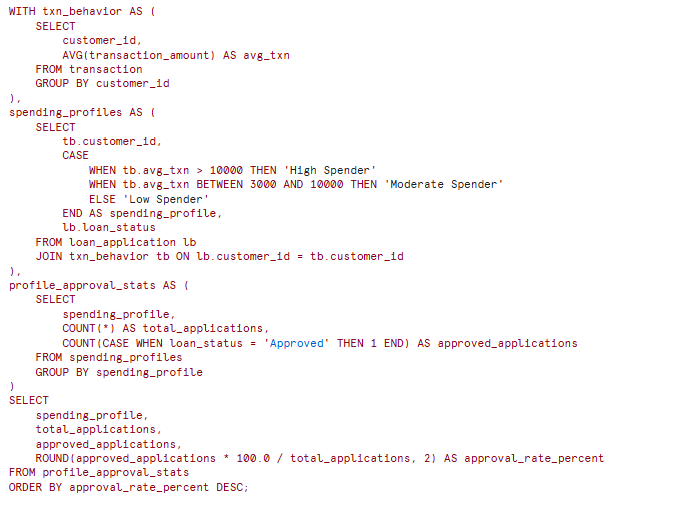 WITH txn_behavior AS (
    SELECT
        customer_id,
        AVG(transaction_amount) AS avg_txn
    FROM transaction
    GROUP BY customer_id
),
spending_profiles AS (
    SELECT
        tb.customer_id,
        CASE
            WHEN tb.avg_txn > 10000 THEN 'High Spender'
            WHEN tb.avg_txn BETWEEN 3000 AND 10000 THEN 'Moderate Spender'
            ELSE 'Low Spender'
        END AS spending_profile,
        lb.loan_status
    FROM loan_application lb
    JOIN txn_behavior tb ON lb.customer_id = tb.customer_id
),
profile_approval_stats AS (
    SELECT
        spending_profile,
        COUNT(*) AS total_applications,
        COUNT(CASE WHEN loan_status = 'Approved' THEN 1 END) AS approved_applications
    FROM spending_profiles
    GROUP BY spending_profile
)
SELECT
    spending_profile,
    total_applications,
    approved_applications,
    ROUND(approved_applications * 100.0 / total_applications, 2) AS approval_rate_percent
FROM profile_approval_stats
ORDER BY approval_rate_percent DESC;